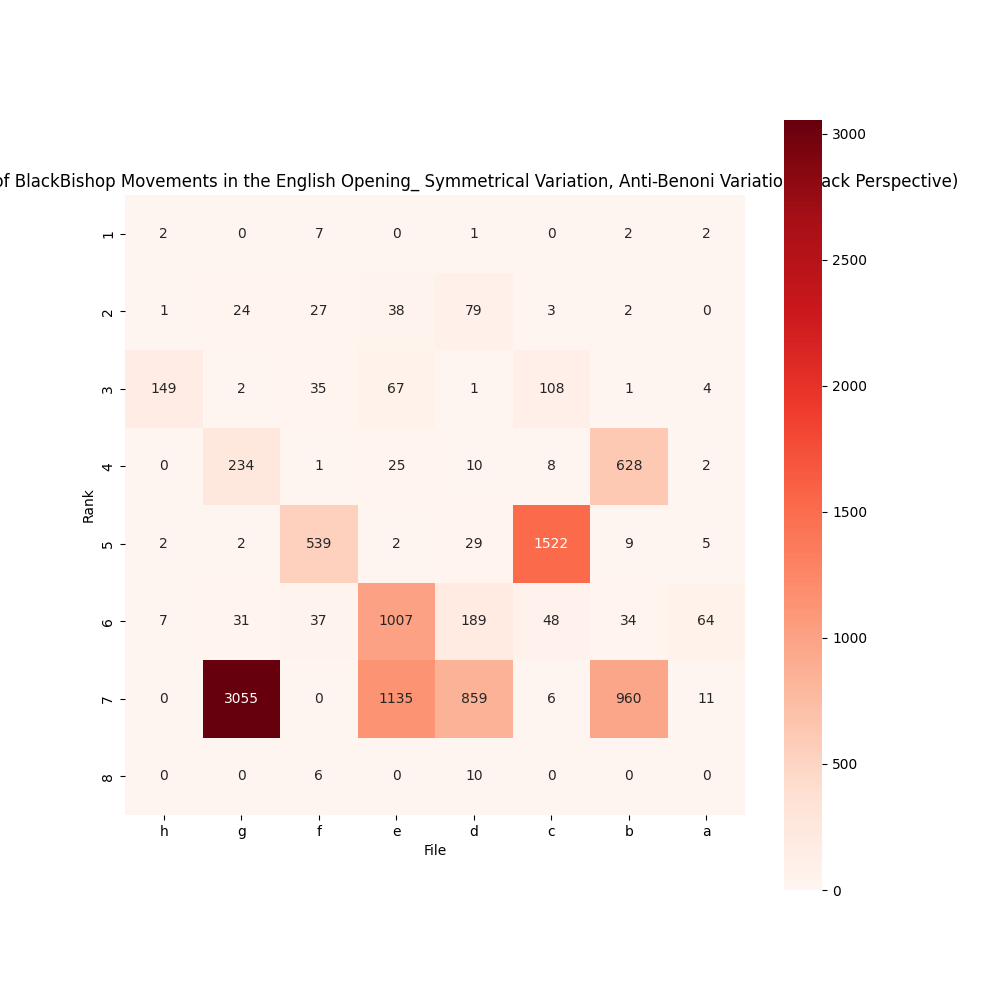 of BlackBishop Movements in the English Opening_ Symmetrical Variation, Anti-Benoni ack Perspective)
3000
2500
2000
1500
1000
500
0
Rank
1 2 0 7 0 1 0 2 2
2 1 24 27 38 79 3 2 0
3 149 2 35 67 1 108 1 4
4 0 234 1 25 10 8 628 2
5 2 2 539 2 29 1522 9 5
6 7 31 37 1007 189 48 34 64
7 0 3055 0 1135 859 6 960 11
8 0 0 6 0 10 0 0 0
h g f e d c b a
File